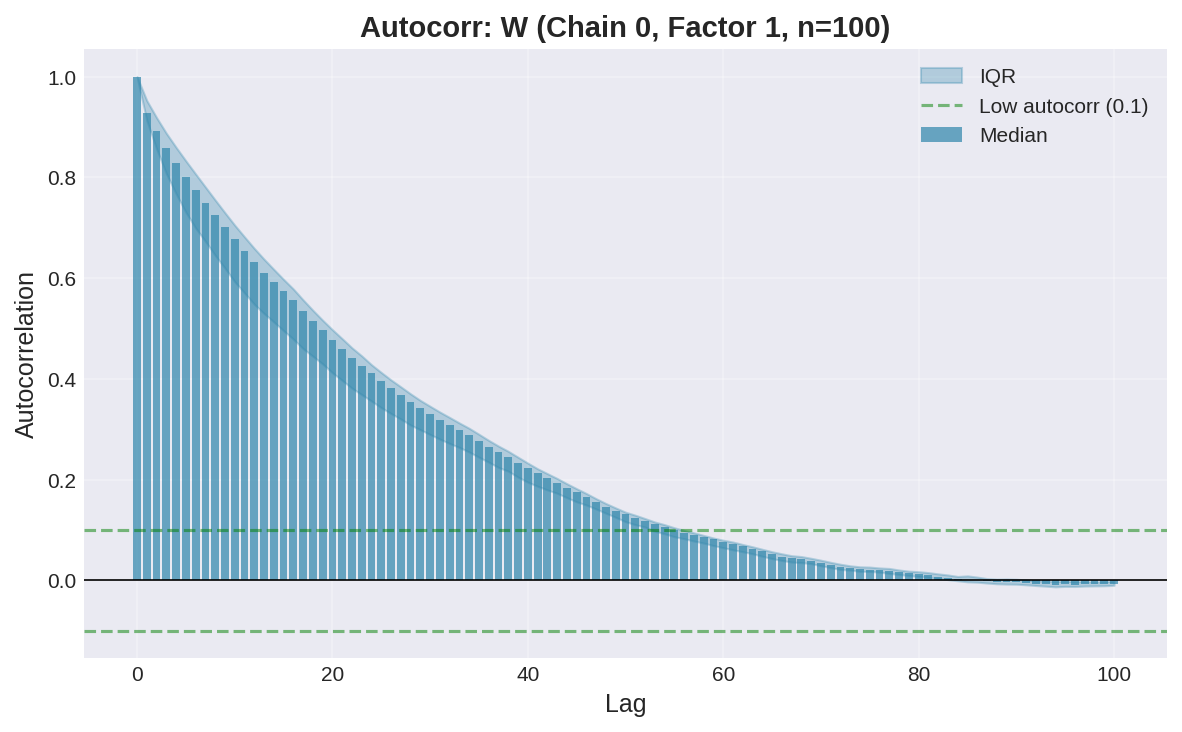 Autocorr: W (Chain 0, Factor 1, n=100)
IQR
Low autocorr (0.1)
Median
Autocorrelation
1.0
0.8
0.6
0.4
0.2
0.0
0
20
40
60
80
100
Lag